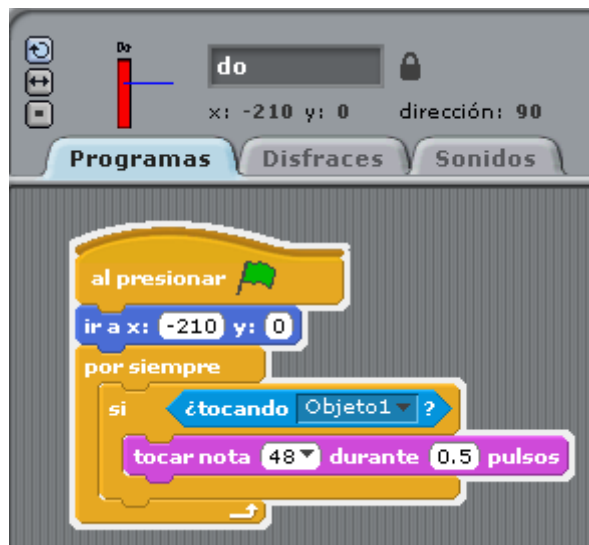 Do
do
x: -210 y: 0 dirección: 90
Programas Disfraces Sonidos
al presionar
ir a x: -210 y: 0
por siempre
si ¿tocando Objeto1 ?
tocar nota 48 durante 0.5 pulsos